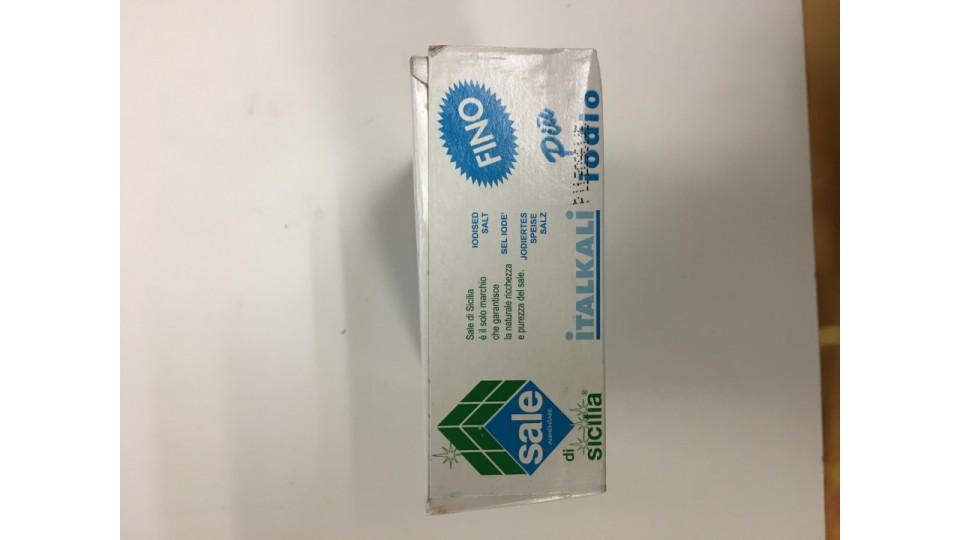 sale
ALIMENTARE
di
sicilia®
Sale di Sicilia
è il solo marchio
che garantisce
la naturale ricchezza
e purezza del sale.
IODISED
SALT
SEL IODE'
JODIERTES
SPEISE
SALZ
FINO
iTALKALi
più
iodio